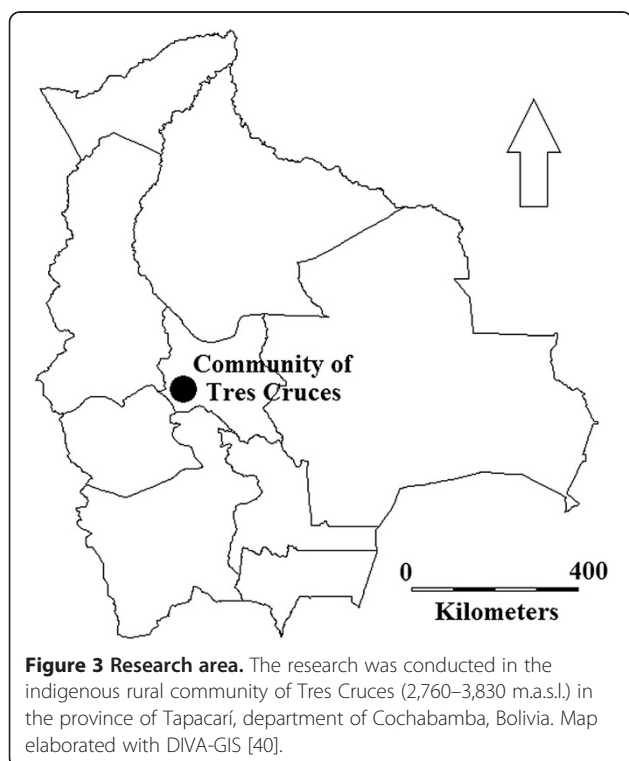 Community of
Tres Cruces
0 400
Kilometers
Figure 3 Research area. The research was conducted in the
indigenous rural community of Tres Cruces (2,760–3,830 m.a.s.l.) in
the province of Tapacarí, department of Cochabamba, Bolivia. Map
elaborated with DIVA-GIS [40].